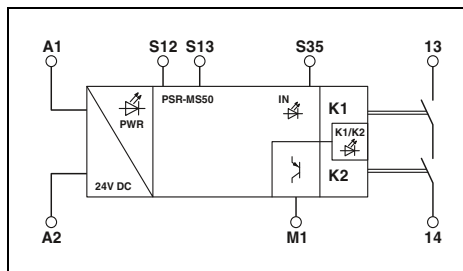 A1 S12 S13 S35 13
PSR-MS50 IN K1
PWR K1/K2
24V DC K2
A2 M1 14